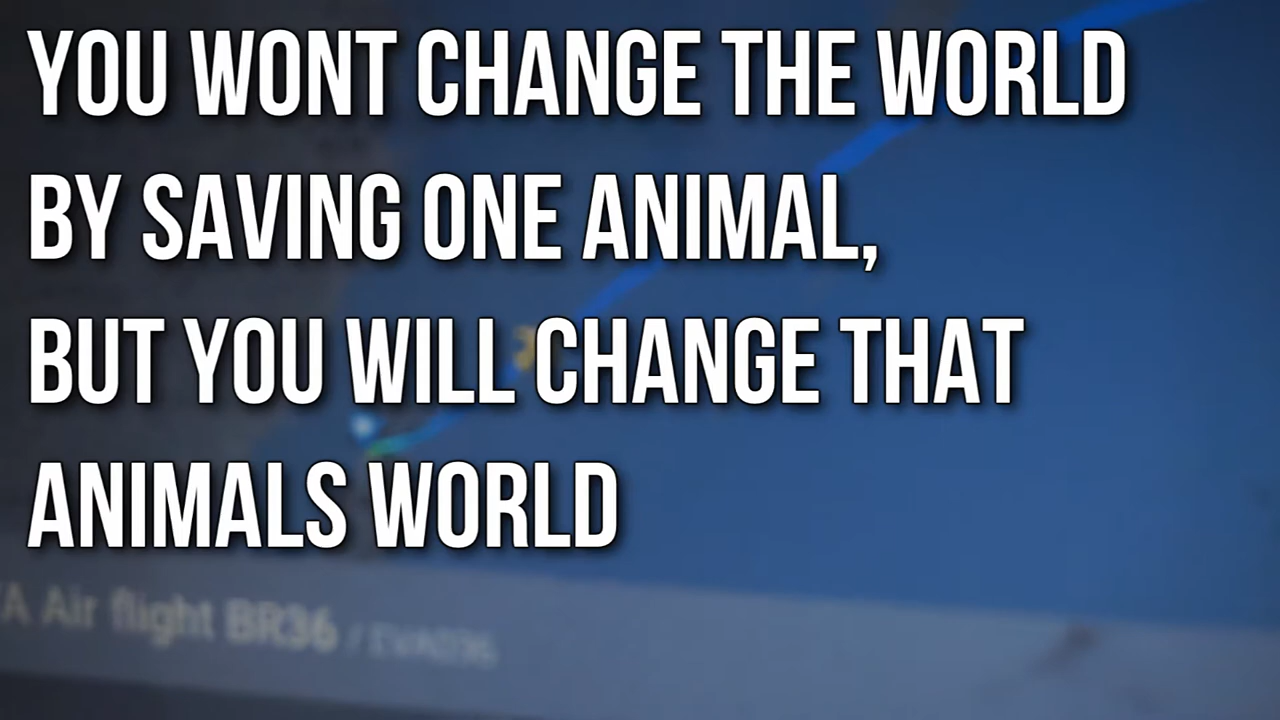 YOU WONT CHANGE THE WORLD
BY SAVING ONE ANIMAL,
BUT YOU WILL CHANGE THAT
ANIMALS WORLD
A Air flight BR36 / EVA036